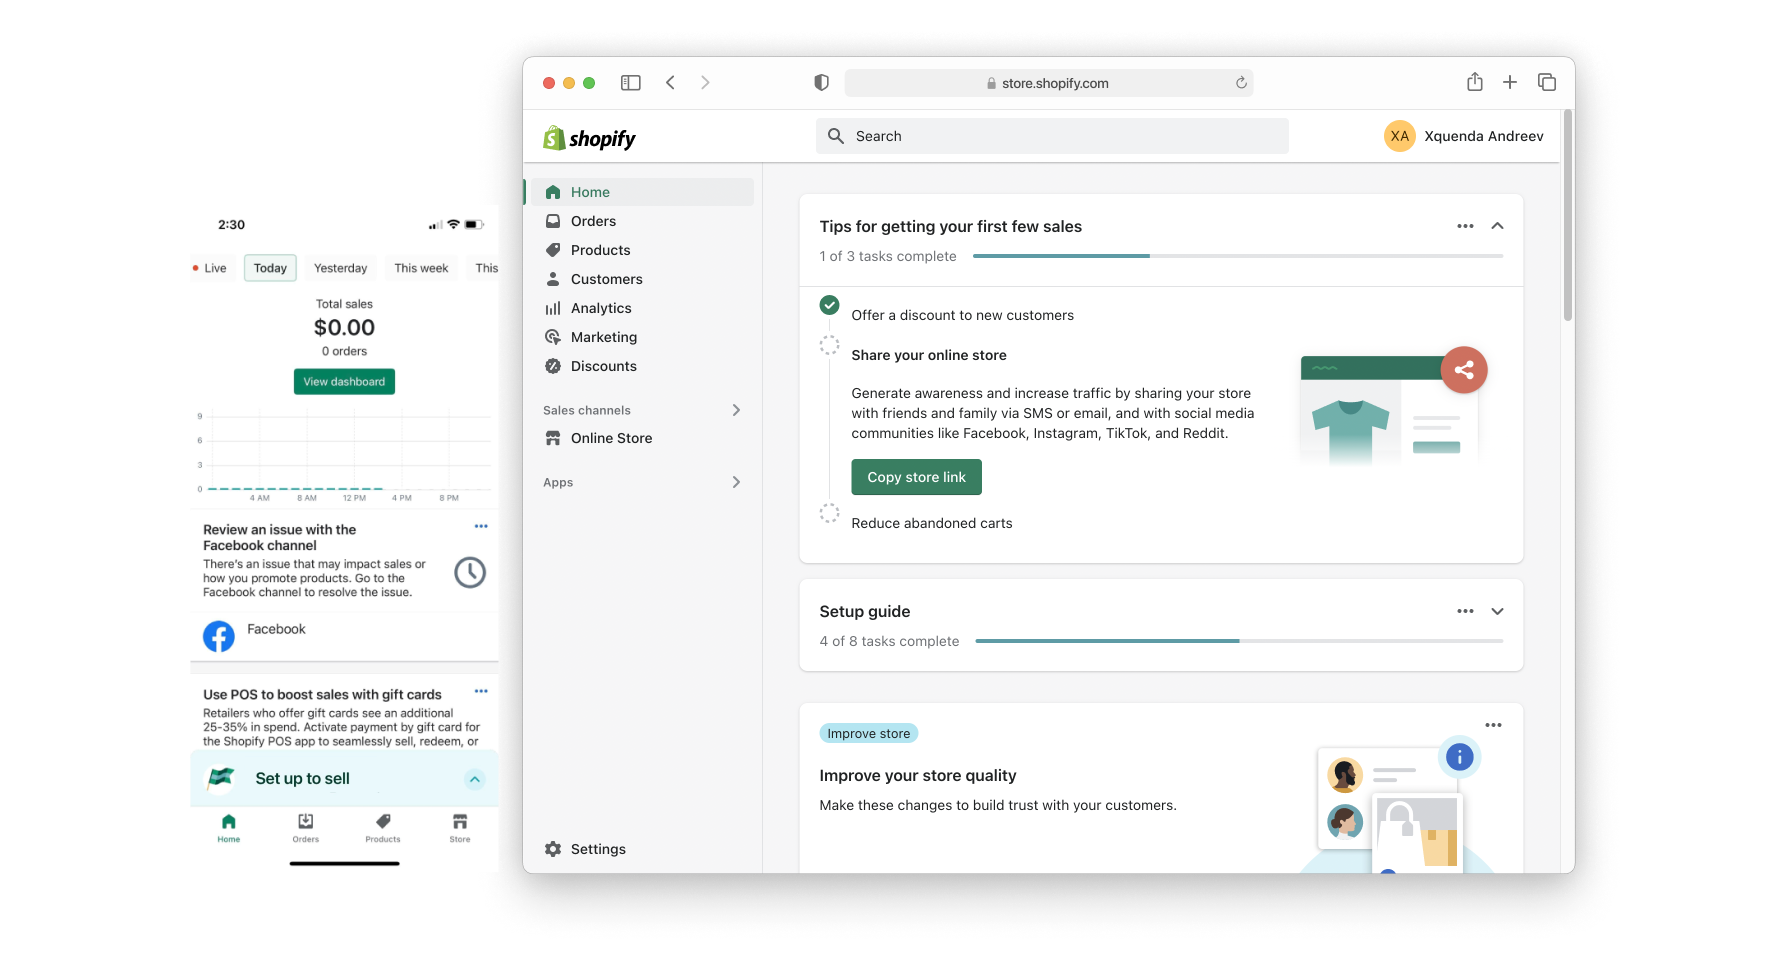 2:30
Live
Today
Yesterday
This week
This
Total sales
$0.00
0 orders
View dashboard
9
6
3
0
4 AM
8 AM
12 PM
4 PM
8 PM
Review an issue with the
Facebook channel
There's an issue that may impact sales or
how you promote products. Go to the
Facebook channel to resolve the issue.
Facebook
Use POS to boost sales with gift cards
Retailers who offer gift cards see an additional
25-35% in spend. Activate payment by gift card for
the Shopify POS app to seamlessly sell, redeem, or
Set up to sell
Home
Orders
Products
Store
store.shopify.com
shopify
Search
XA
Xquenda Andreev
Home
Orders
Products
Customers
Analytics
Marketing
Discounts
Sales channels
Online Store
Apps
Settings
Tips for getting your first few sales
1 of 3 tasks complete
Offer a discount to new customers
Share your online store
Generate awareness and increase traffic by sharing your store
with friends and family via SMS or email, and with social media
communities like Facebook, Instagram, TikTok, and Reddit.
Copy store link
Reduce abandoned carts
Setup guide
4 of 8 tasks complete
Improve store
Improve your store quality
Make these changes to build trust with your customers.